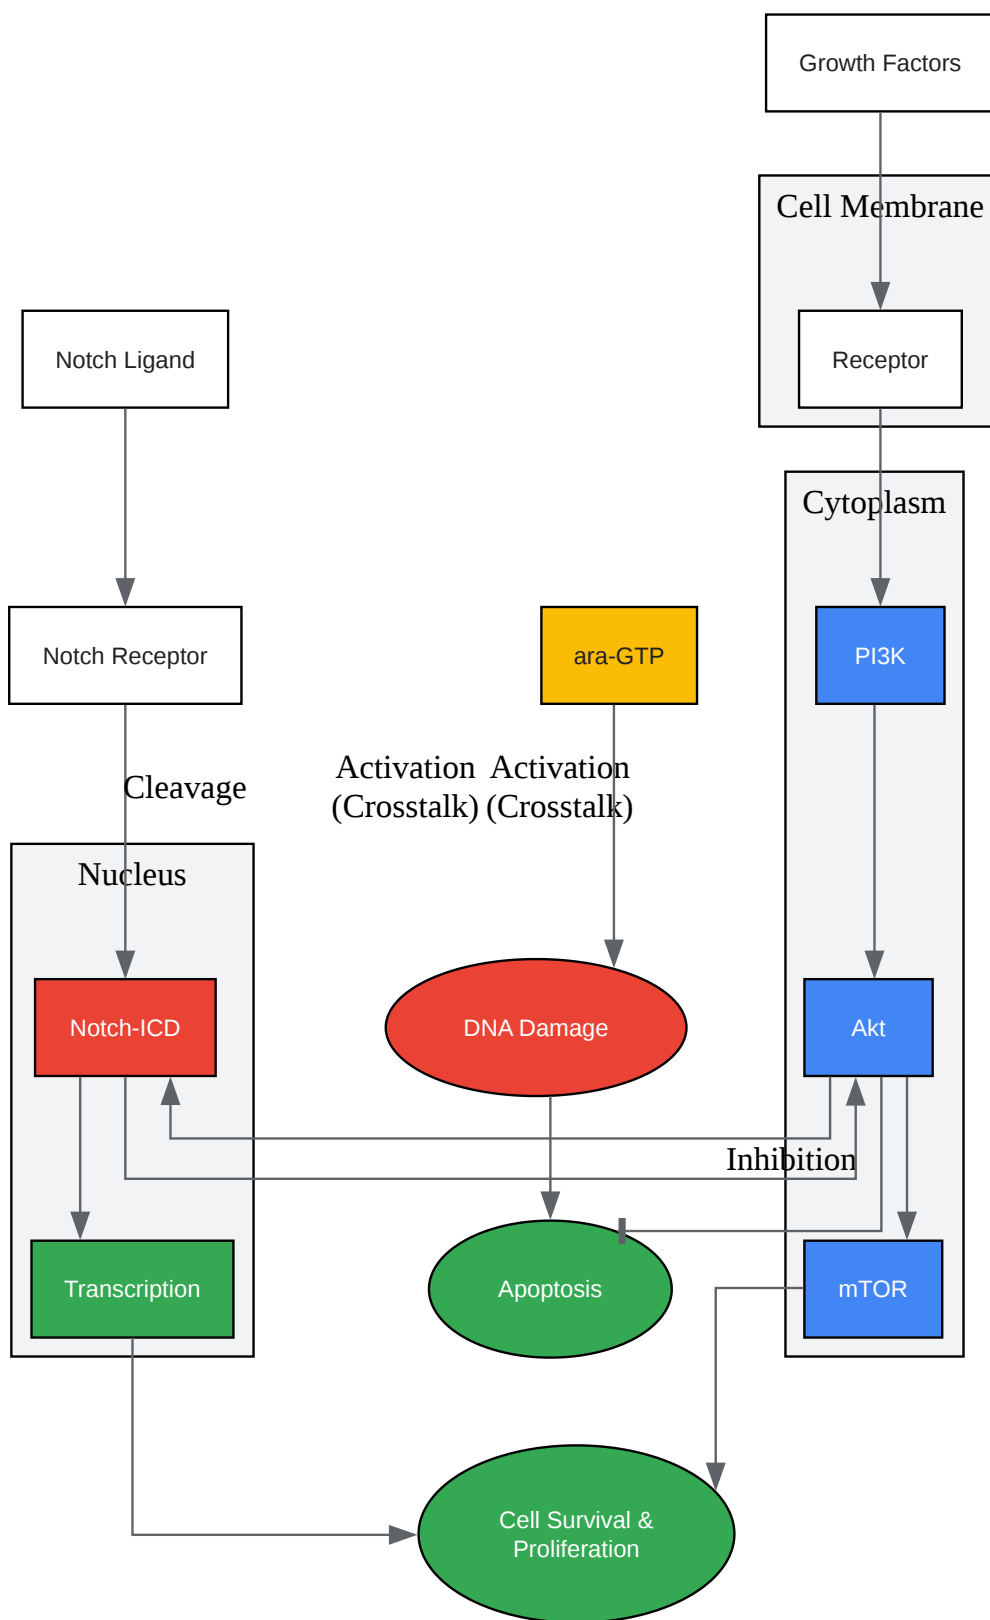 Growth Factors
Cell Membrane
Notch Ligand
Receptor
Cytoplasm
Notch Receptor
ara-GTP
PI3K
Cleavage
Activation
(Crosstalk)
Activation
(Crosstalk)
Nucleus
Notch-ICD
DNA Damage
Akt
Inhibition
Transcription
Apoptosis
mTOR
Cell Survival &
Proliferation